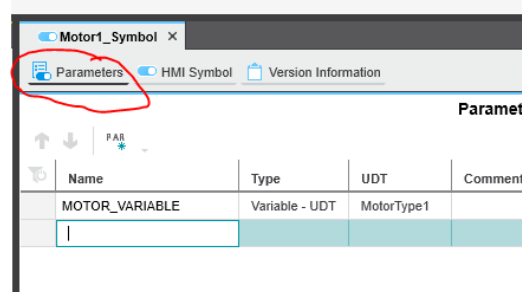 Motor1_Symbol ×
Parameters HMI Symbol Version Information
Paramet
PAR
Name Type UDT Comment
MOTOR_VARIABLE Variable - UDT MotorType1